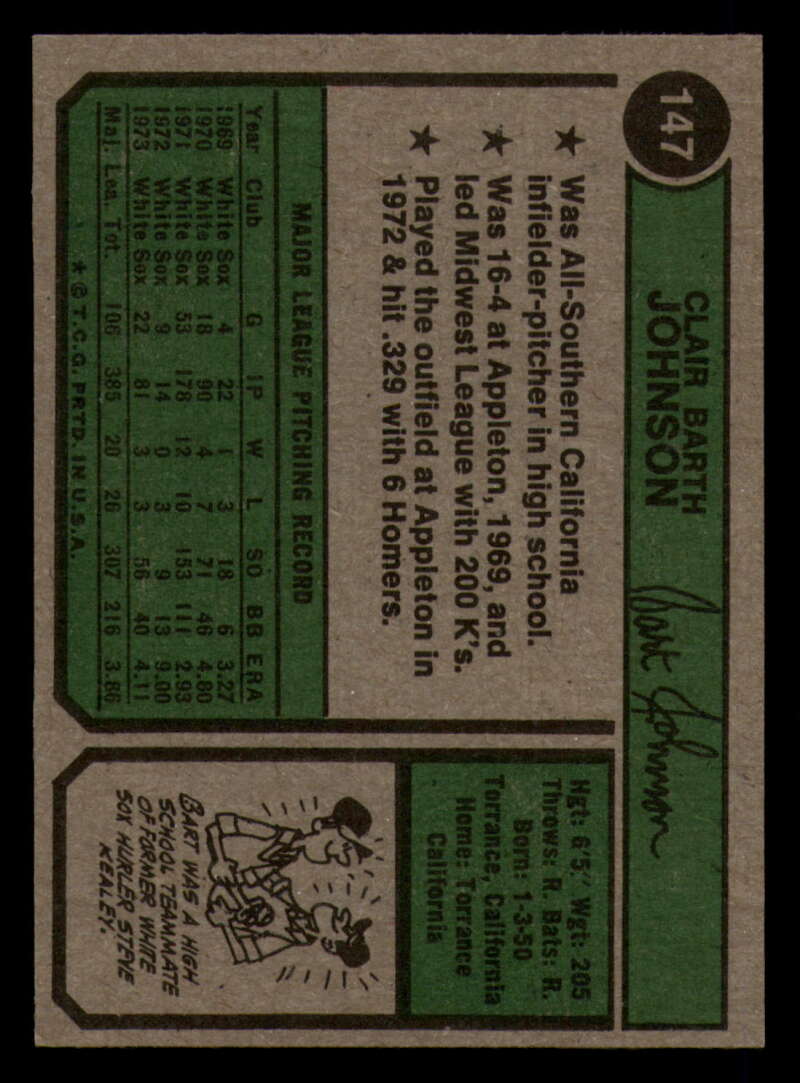 147
CLAIR BARTH
JOHNSON
Bart Johnson
★ Was All-Southern California
infielder-pitcher in high school.
★ Was 16-4 at Appleton, 1969, and
led Midwest League with 200 K's.
★ Played the outfield at Appleton in
1972 & hit .329 with 6 Homers.
MAJOR LEAGUE PITCHING RECORD
Year Club G IP W L SO BB ERA
1969 White Sox 4 22 1 3 18 6 3.27
1970 White Sox 18 90 4 7 71 46 4.80
1971 White Sox 53 178 12 10 153 111 2.93
1972 White Sox 9 14 0 3 9 13 9.00
1973 White Sox 22 81 3 3 56 40 4.11
Maj. Lea. Tot. 106 385 20 26 307 216 3.86
★ © T.C.G. PRTD. IN U.S.A.
Hgt: 6'5" Wgt: 205
Throws: R. Bats: R.
Born: 1-3-50
Torrance, California
Home: Torrance
California
BART WAS A HIGH
SCHOOL TEAMMATE
OF FORMER WHITE
SOX HURLER STEVE
KEALEY.